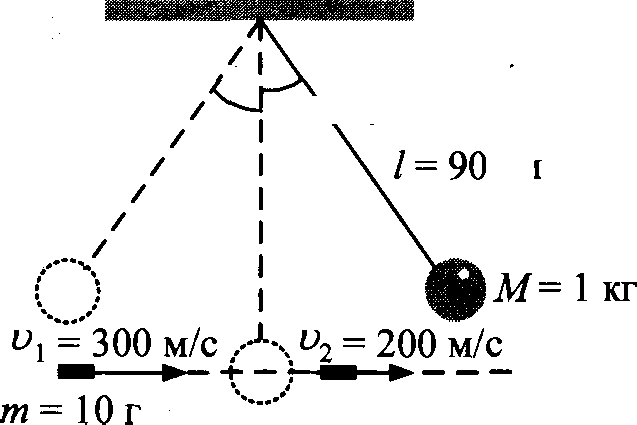 l = 90
M = 1 кг
υ₁ = 300 м/с
υ₂ = 200 м/с
m = 10 г